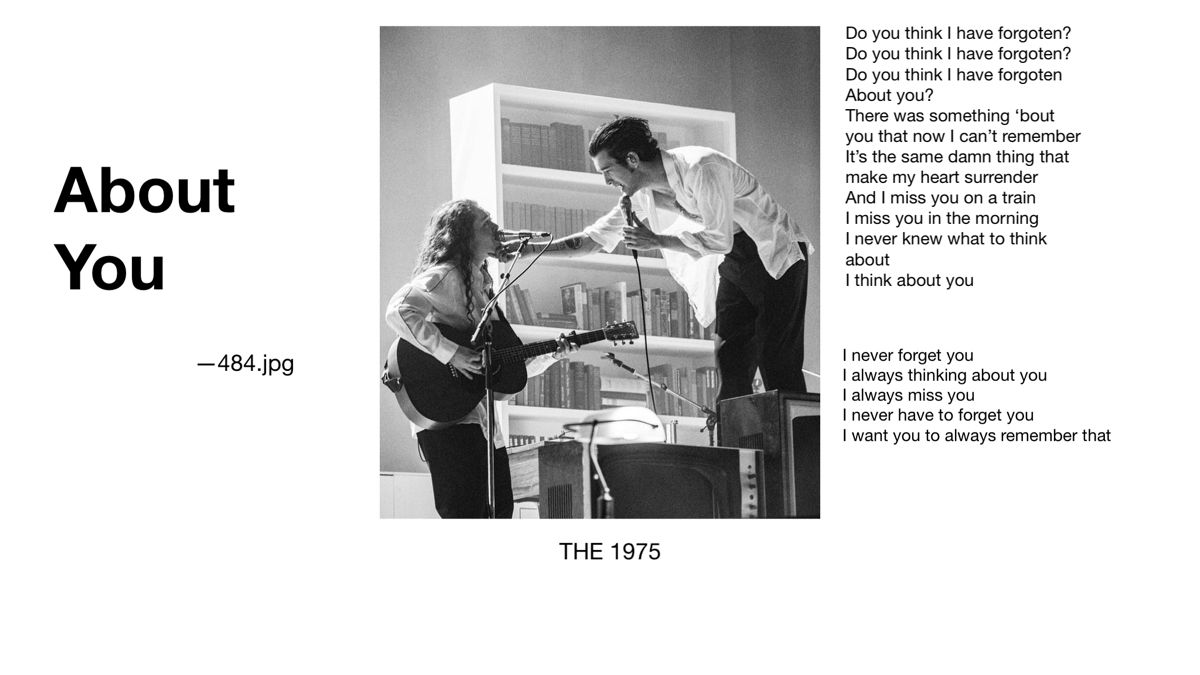 About
You
—484.jpg
THE 1975
Do you think I have forgoten?
Do you think I have forgoten?
Do you think I have forgoten
About you?
There was something ‘bout
you that now I can’t remember
It’s the same damn thing that
make my heart surrender
And I miss you on a train
I miss you in the morning
I never knew what to think
about
I think about you
I never forget you
I always thinking about you
I always miss you
I never have to forget you
I want you to always remember that